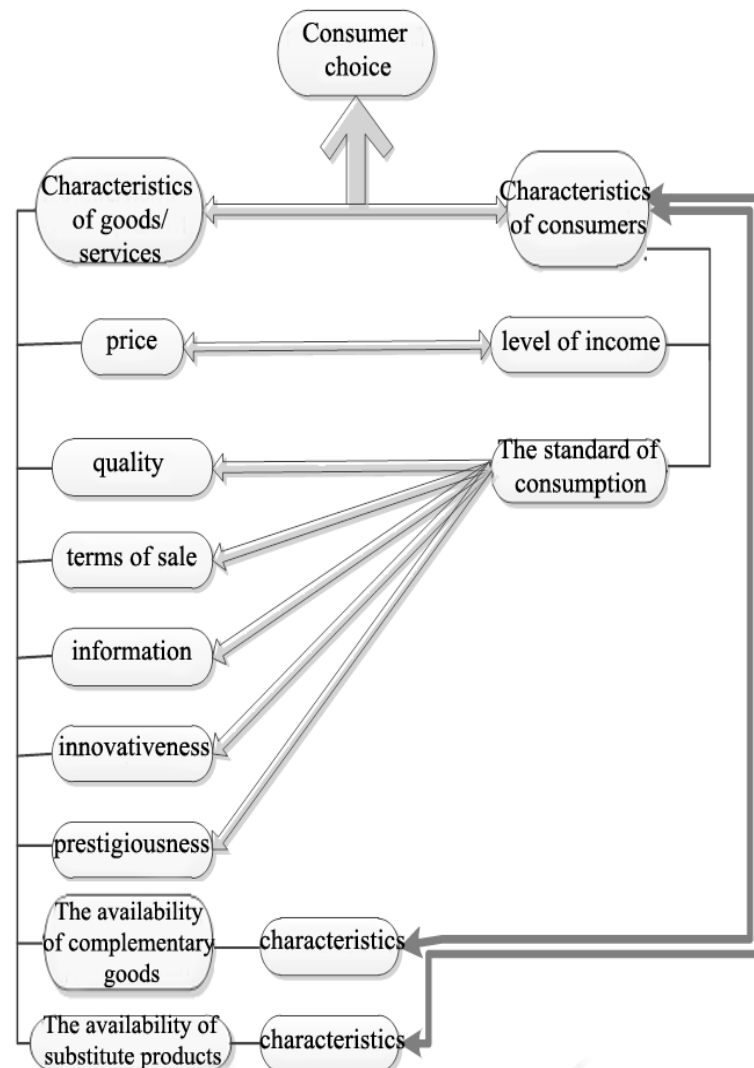 Consumer
choice
Characteristics
of goods/
services
Characteristics
of consumers
price
level of income
quality
The standard of
consumption
terms of sale
information
innovativeness
prestigiousness
The availability
of complementary
goods
characteristics
The availability of
substitute products
characteristics